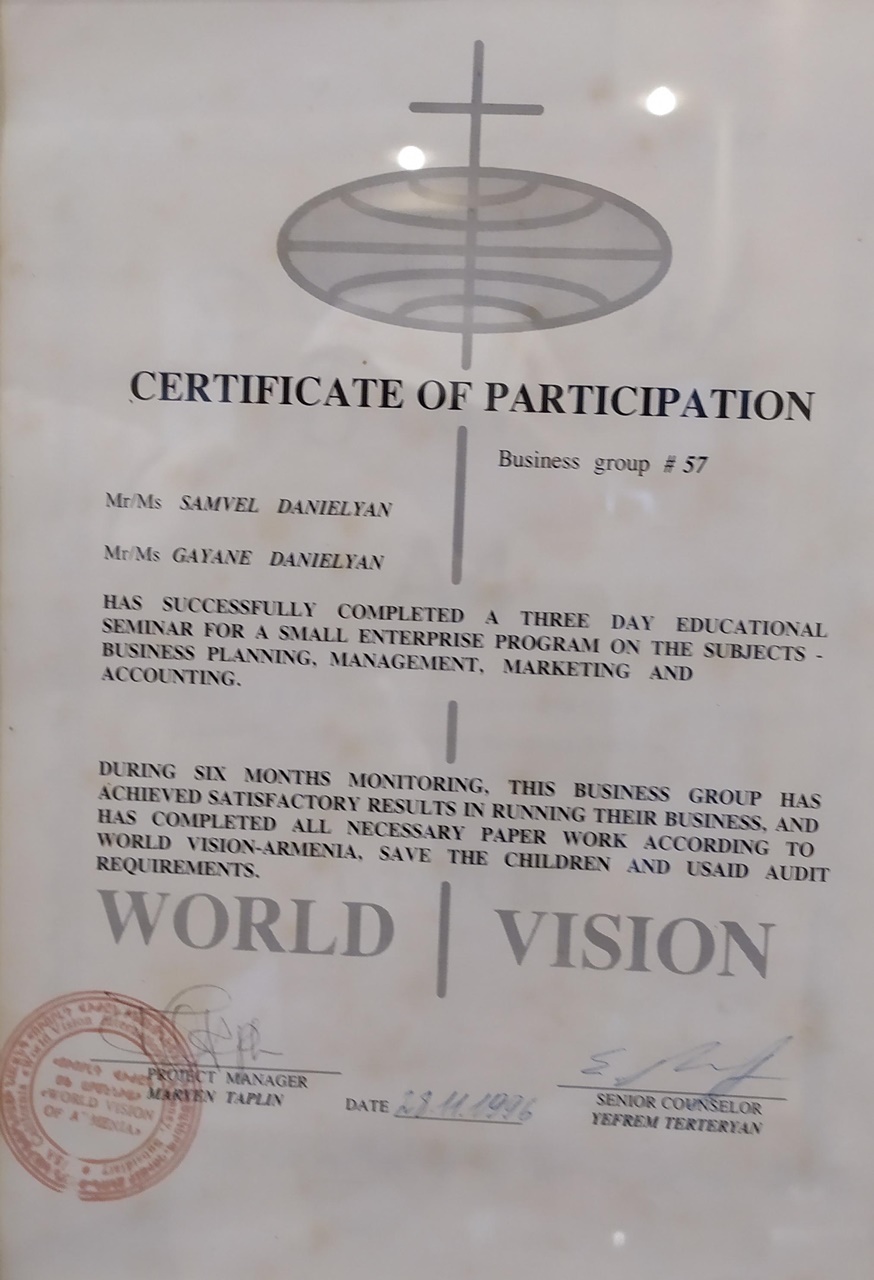 CERTIFICATE OF PARTICIPATION
Business group # 57
Mr/Ms SAMVEL DANIELYAN
Mr/Ms GAYANE DANIELYAN
HAS SUCCESSFULLY COMPLETED A THREE DAY EDUCATIONAL
SEMINAR FOR A SMALL ENTERPRISE PROGRAM ON THE SUBJECTS -
BUSINESS PLANNING, MANAGEMENT, MARKETING AND
ACCOUNTING.
DURING SIX MONTHS MONITORING, THIS BUSINESS GROUP HAS
ACHIEVED SATISFACTORY RESULTS IN RUNNING THEIR BUSINESS, AND
HAS COMPLETED ALL NECESSARY PAPER WORK ACCORDING TO
WORLD VISION-ARMENIA, SAVE THE CHILDREN AND USAID AUDIT
REQUIREMENTS.
WORLD VISION
PROJECT MANAGER
MARYEN TAPLIN
DATE 28.11.1996
SENIOR COUNSELOR
YEFREM TERTERYAN
«WORLD VISION
OF